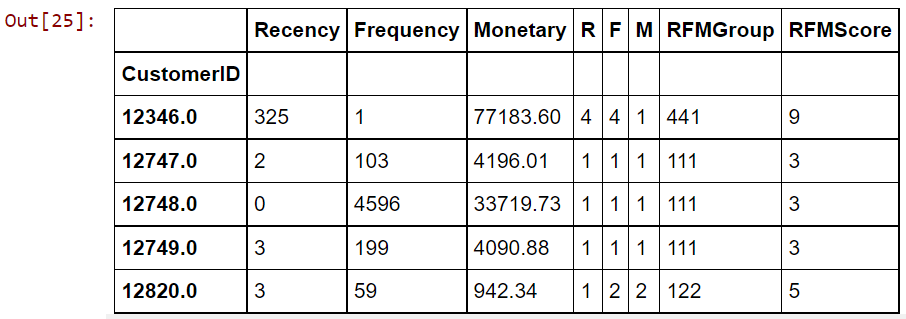 Out[25]:
Recency Frequency Monetary R F M RFMGroup RFMScore
CustomerID
12346.0 325 1 77183.60 4 4 1 441 9
12747.0 2 103 4196.01 1 1 1 111 3
12748.0 0 4596 33719.73 1 1 1 111 3
12749.0 3 199 4090.88 1 1 1 111 3
12820.0 3 59 942.34 1 2 2 122 5